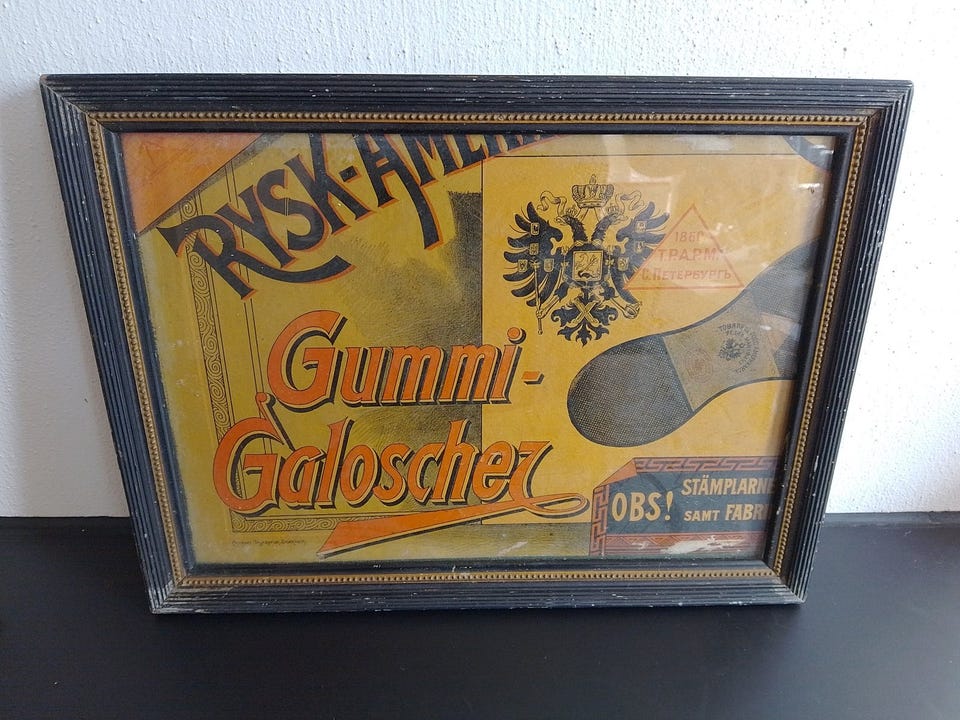 RYSK-AMERI
Gummi-
Galoscher
1860
T.P.A.P.M.
С. ПЕТЕРБУРГЪ
OBS! STÄMPLARNE
SAMT FABRI